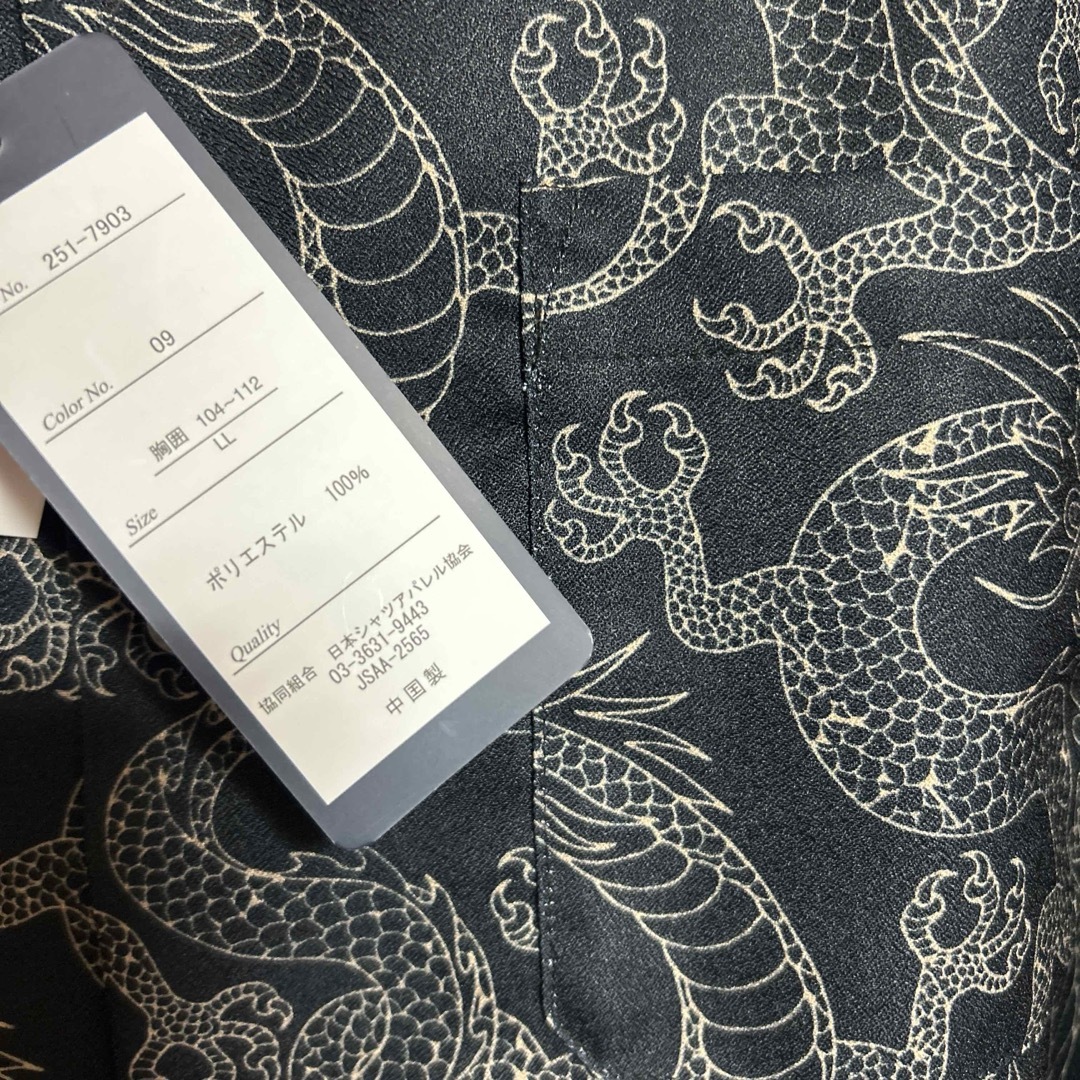 No. 251-7903
Color No. 09
胸囲 104~112
Size LL
Quality ポリエステル 100%
協同組合 日本シャツアパレル協会
03-3631-9443
JSAA-2565
中国製